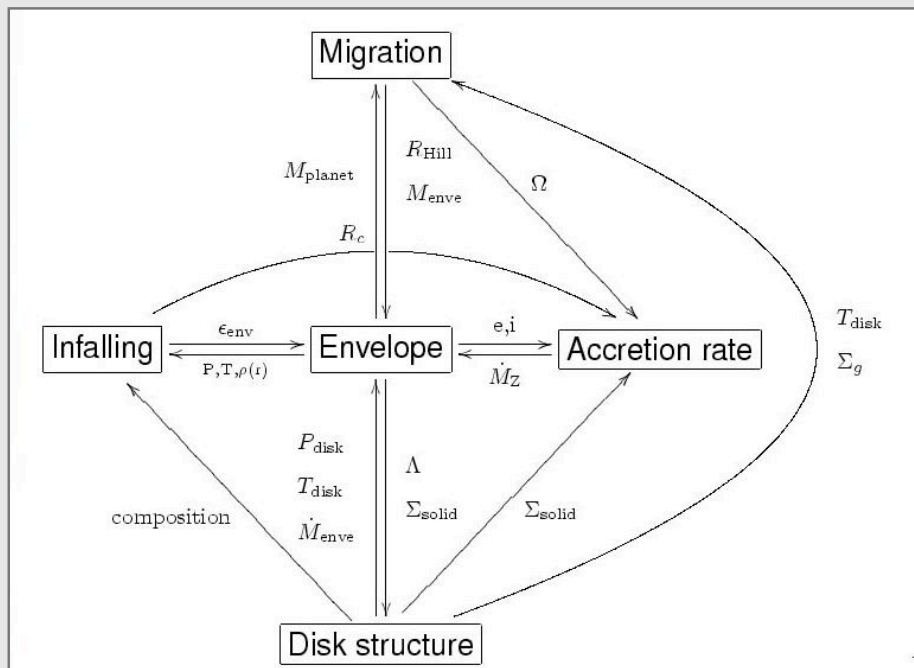 Migration
R_Hill
M_planet
M_enve
Ω
R_c
ϵ_env
e,i
Infalling
Envelope
Accretion rate
T_disk
P,T,ρ(r)
Ṁ_Z
Σ_g
P_disk
Λ
T_disk
composition
Σ_solid
Σ_solid
Ṁ_enve
Disk structure